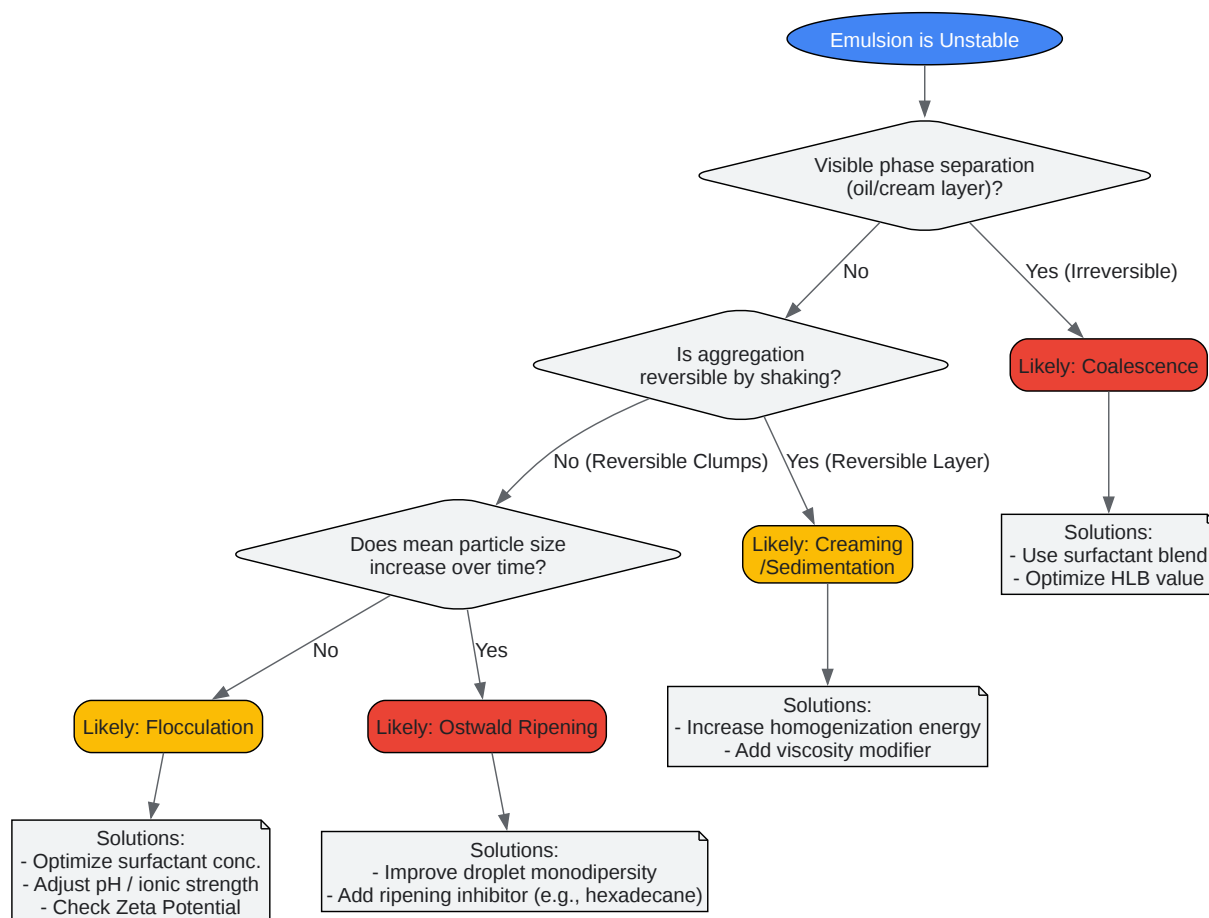 Emulsion is Unstable
Visible phase separation
(oil/cream layer)?
No
Yes (Irreversible)
Is aggregation
reversible by shaking?
Likely: Coalescence
No (Reversible Clumps)
Yes (Reversible Layer)
Does mean particle size
increase over time?
Likely: Creaming
/Sedimentation
Solutions:
- Use surfactant blend
- Optimize HLB value
No
Yes
Likely: Flocculation
Likely: Ostwald Ripening
Solutions:
- Increase homogenization energy
- Add viscosity modifier
Solutions:
- Optimize surfactant conc.
- Adjust pH / ionic strength
- Check Zeta Potential
Solutions:
- Improve droplet monodipersity
- Add ripening inhibitor (e.g., hexadecane)